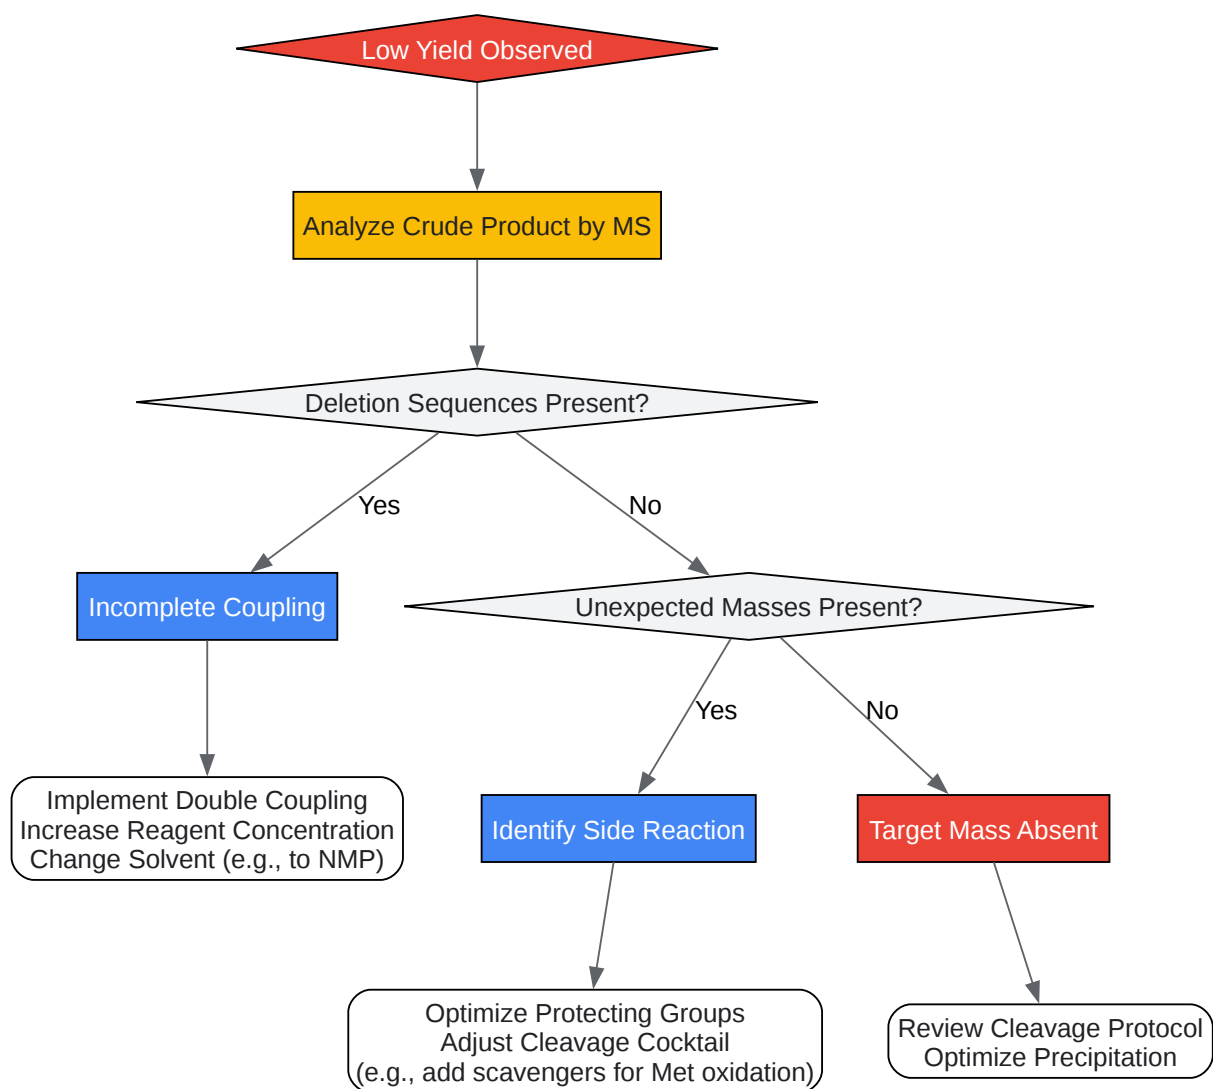 Low Yield Observed
Analyze Crude Product by MS
Deletion Sequences Present?
Yes
No
Incomplete Coupling
Unexpected Masses Present?
Yes
No
Implement Double Coupling
Increase Reagent Concentration
Change Solvent (e.g., to NMP)
Identify Side Reaction
Target Mass Absent
Optimize Protecting Groups
Adjust Cleavage Cocktail
(e.g., add scavengers for Met oxidation)
Review Cleavage Protocol
Optimize Precipitation